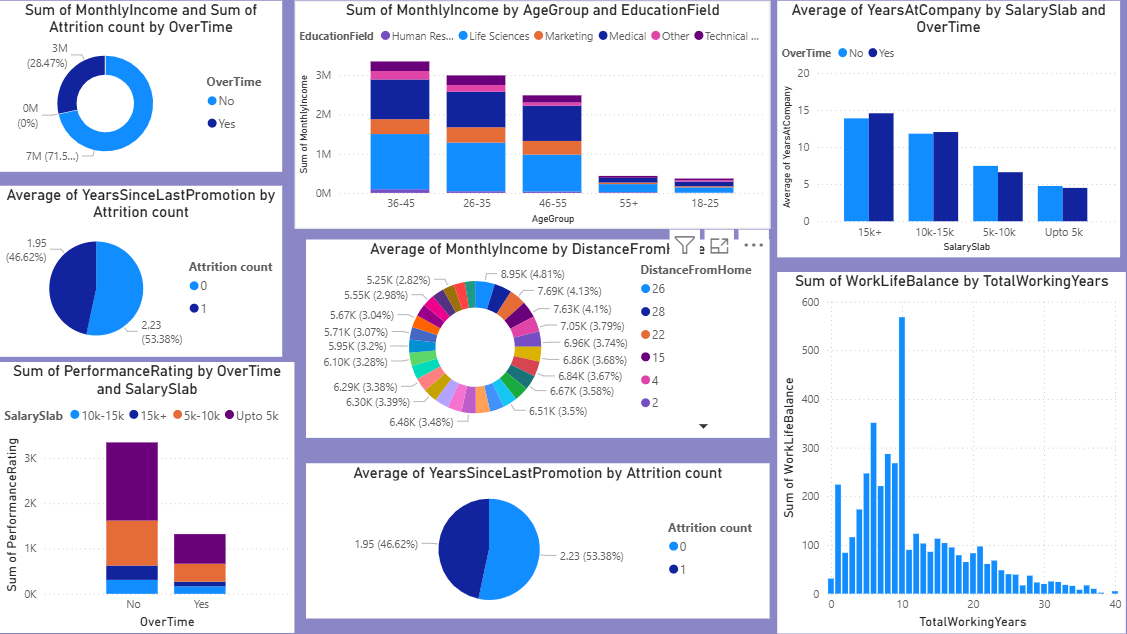 Sum of MonthlyIncome and Sum of
Attrition count by OverTime
3M
(28.47%)
0M
(0%)
7M (71.5...)
OverTime
No
Yes
Average of YearsSinceLastPromotion by
Attrition count
1.95
(46.62%)
2.23
(53.38%)
Attrition count
0
1
Sum of PerformanceRating by OverTime
and SalarySlab
SalarySlab 10k-15k 15k+ 5k-10k Upto 5k
Sum of PerformanceRating
3K
2K
1K
0K
No Yes
OverTime
Sum of MonthlyIncome by AgeGroup and EducationField
EducationField Human Res... Life Sciences Marketing Medical Other Technical ...
Sum of MonthlyIncome
3M
2M
1M
0M
36-45 26-35 46-55 55+ 18-25
AgeGroup
Average of MonthlyIncome by DistanceFromH
e
5.25K (2.82%)
5.55K (2.98%)
5.67K (3.04%)
5.71K (3.07%)
5.95K (3.2%)
6.10K (3.28%)
6.29K (3.38%)
6.30K (3.39%)
6.48K (3.48%)
8.95K (4.81%)
7.69K (4.13%)
7.63K (4.1%)
7.05K (3.79%)
6.96K (3.74%)
6.86K (3.68%)
6.84K (3.67%)
6.67K (3.58%)
6.51K (3.5%)
DistanceFromHome
26
28
22
15
4
2
Average of YearsSinceLastPromotion by Attrition count
1.95 (46.62%)
2.23 (53.38%)
Attrition count
0
1
Average of YearsAtCompany by SalarySlab and
OverTime
OverTime No Yes
Average of YearsAtCompany
20
15
10
5
0
15k+ 10k-15k 5k-10k Upto 5k
SalarySlab
Sum of WorkLifeBalance by TotalWorkingYears
Sum of WorkLifeBalance
600
500
400
300
200
100
0
0 10 20 30 40
TotalWorkingYears